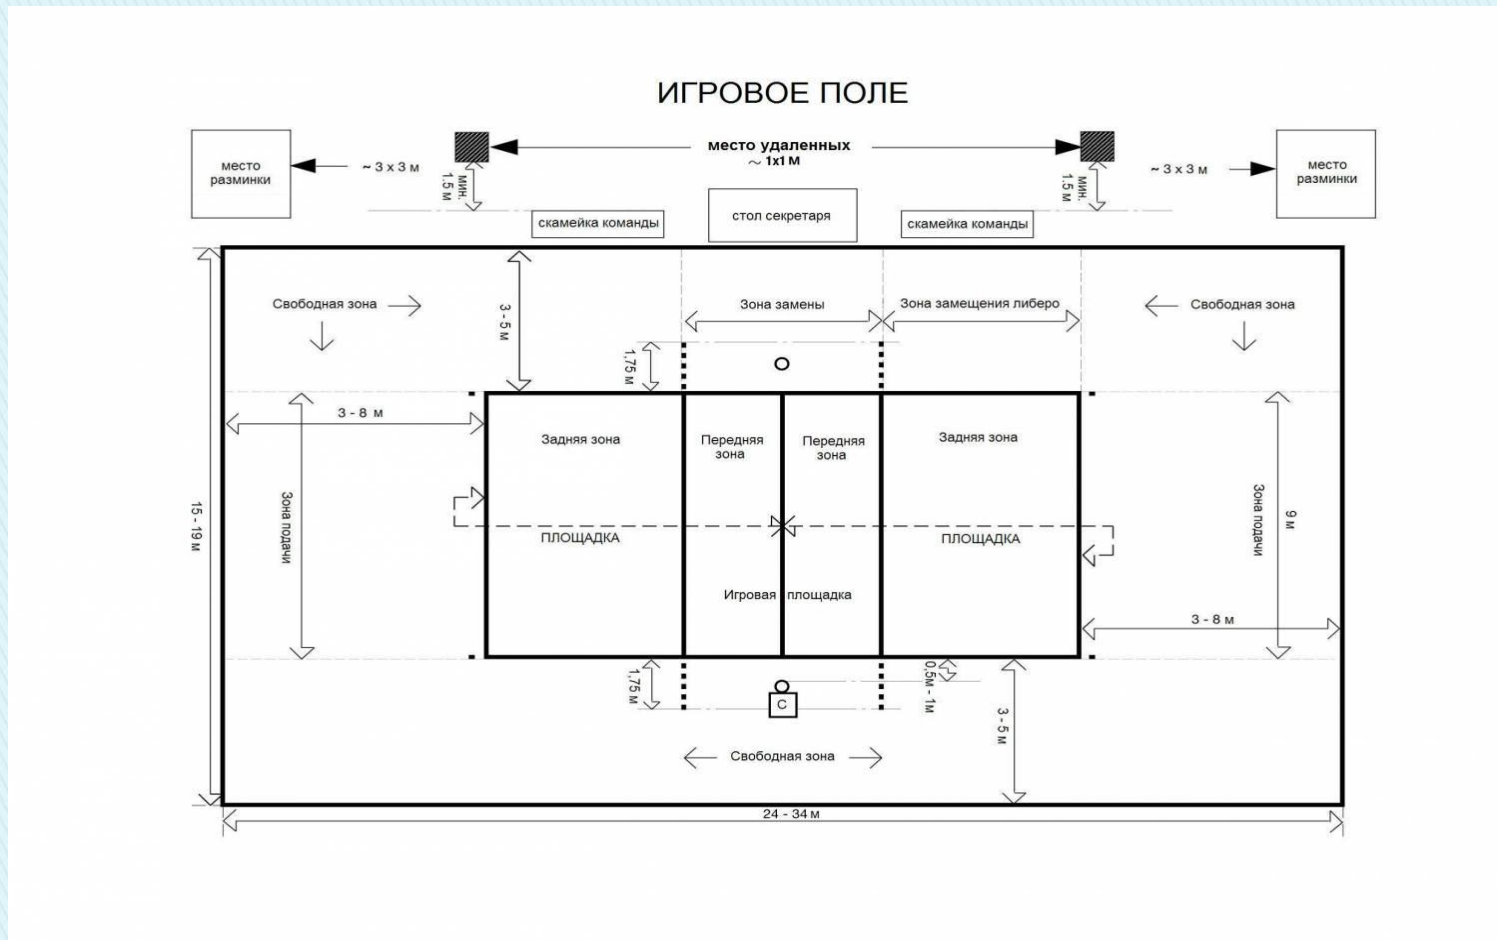 ИГРОВОЕ ПОЛЕ
место удаленных
~ 1x1 М
место
разминки
~ 3 х 3 м
мин.
1.5 м
мин.
1.5 м
~ 3 х 3 м
место
разминки
скамейка команды
стол секретаря
скамейка команды
Свободная зона
3 - 5 м
Зона замены
Зона замещения либеро
Свободная зона
1,75 м
3 - 8 м
Задняя зона
Передняя
зона
Передняя
зона
Задняя зона
15 - 19 м
Зона подачи
ПЛОЩАДКА
ПЛОЩАДКА
Зона подачи
9 м
Игровая площадка
3 - 8 м
1,75 м
С
0,5м - 1м
3 - 5 м
Свободная зона
24 - 34 м